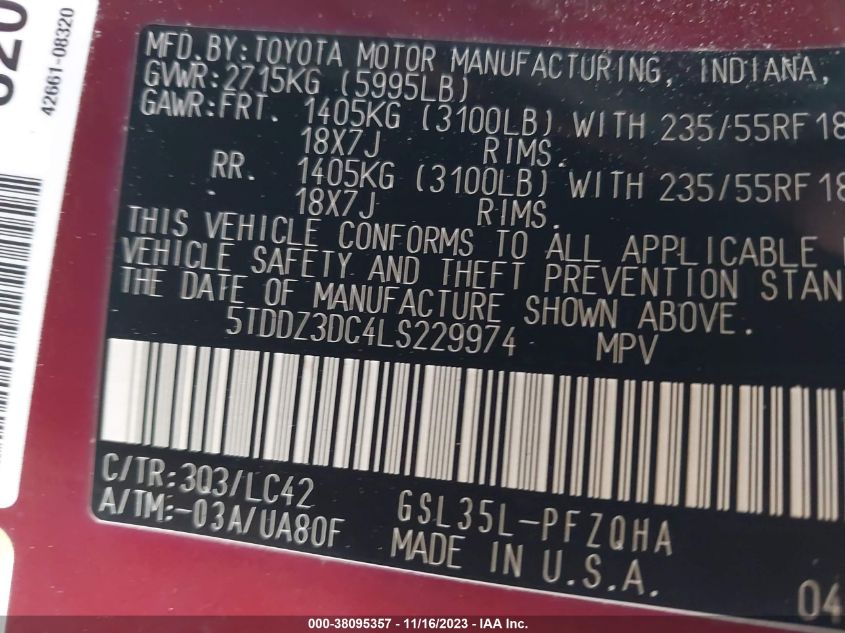 42661-08320
MFD. BY: TOYOTA MOTOR MANUFACTURING, INDIANA,
GVWR: 2715KG (5995LB)
GAWR: FRT. 1405KG (3100LB) WITH 235/55RF18
18X7J RIMS.
RR. 1405KG (3100LB) WITH 235/55RF18
18X7J RIMS.
THIS VEHICLE CONFORMS TO ALL APPLICABLE
VEHICLE SAFETY AND THEFT PREVENTION STAN
THE DATE OF MANUFACTURE SHOWN ABOVE.
5TDDZ3DC4LS229974 MPV
C/TR:3Q3/LC42
A/TM:-03A/UA80F
GSL35L-PFZQHA
MADE IN U.S.A.
04
000-38095357 - 11/16/2023 - IAA Inc.